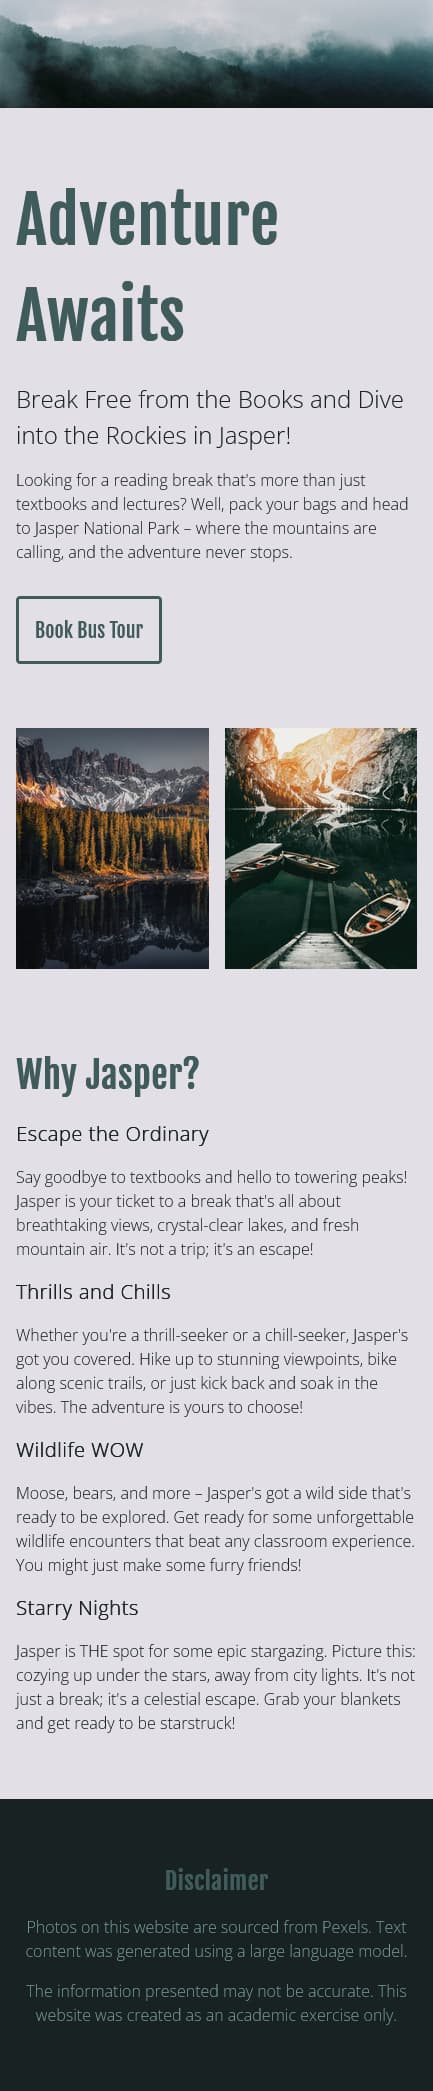 Adventure
Awaits
Break Free from the Books and Dive
into the Rockies in Jasper!
Looking for a reading break that's more than just
textbooks and lectures? Well, pack your bags and head
to Jasper National Park – where the mountains are
calling, and the adventure never stops.
Book Bus Tour
Why Jasper?
Escape the Ordinary
Say goodbye to textbooks and hello to towering peaks!
Jasper is your ticket to a break that's all about
breathtaking views, crystal-clear lakes, and fresh
mountain air. It's not a trip; it's an escape!
Thrills and Chills
Whether you're a thrill-seeker or a chill-seeker, Jasper's
got you covered. Hike up to stunning viewpoints, bike
along scenic trails, or just kick back and soak in the
vibes. The adventure is yours to choose!
Wildlife WOW
Moose, bears, and more – Jasper's got a wild side that's
ready to be explored. Get ready for some unforgettable
wildlife encounters that beat any classroom experience.
You might just make some furry friends!
Starry Nights
Jasper is THE spot for some epic stargazing. Picture this:
cozying up under the stars, away from city lights. It's not
just a break; it's a celestial escape. Grab your blankets
and get ready to be starstruck!
Disclaimer
Photos on this website are sourced from Pexels. Text
content was generated using a large language model.
The information presented may not be accurate. This
website was created as an academic exercise only.